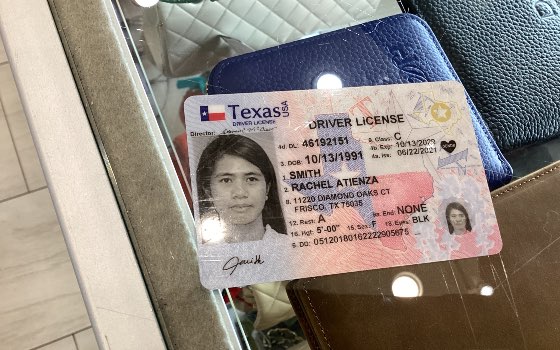 Texas USA
DRIVER LICENSE
DRIVER LICENSE
Director:
4d. DL: 46192151 9. Class: C
4b. Exp: 10/13/2029
3. DOB: 10/13/1991 4a. Iss: 06/22/2021
1. SMITH
2. RACHEL ATIENZA
8. 11220 DIAMOND OAKS CT
FRISCO, TX 75035
12. Rest: A 9a. End: NONE
16. Hgt: 5'-00" 15. Sex: F 18. Eyes: BLK
5. DD: 05120180162222905675